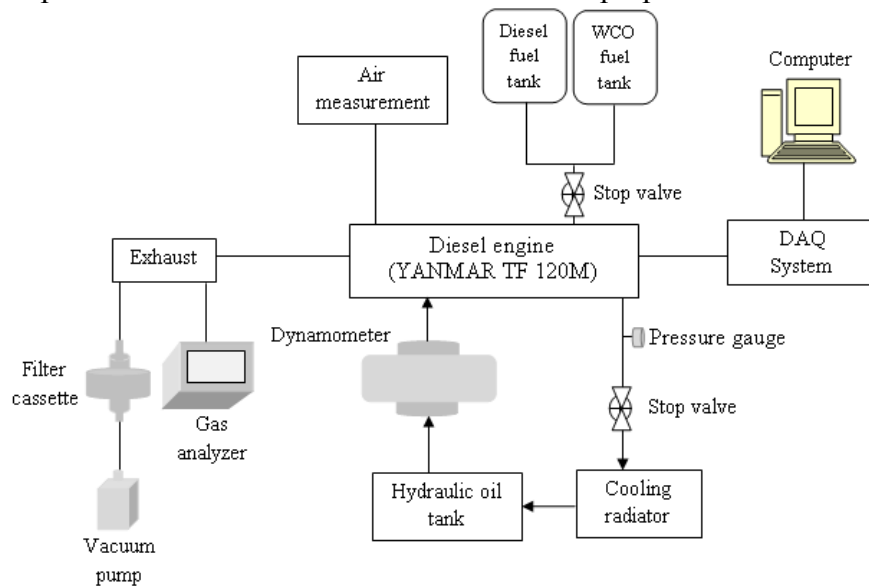 Diesel
fuel
tank
WCO
fuel
tank
Computer
Air
measurement
Stop valve
Diesel engine
(YANMAR TF 120M)
DAQ
System
Exhaust
Dynamometer
Pressure gauge
Filter
cassette
Gas
analyzer
Stop valve
Hydraulic oil
tank
Cooling
radiator
Vacuum
pump